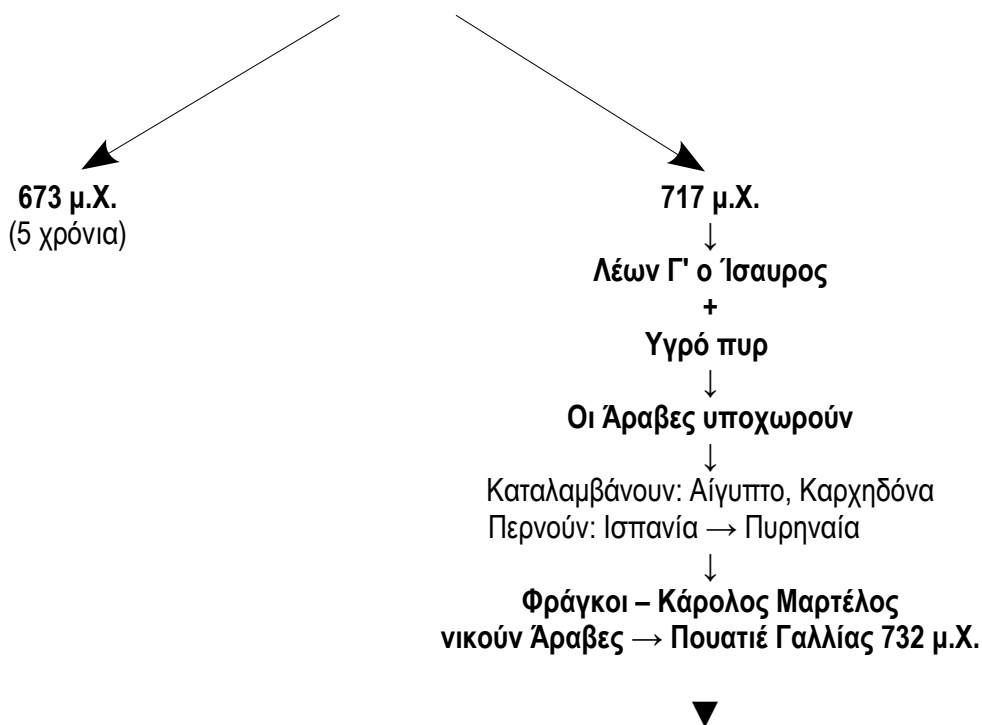 673 μ.Χ.
(5 χρόνια)
717 μ.Χ.
↓
Λέων Γ' ο Ίσαυρος
+
Υγρό πυρ
↓
Οι Άραβες υποχωρούν
↓
Καταλαμβάνουν: Αίγυπτο, Καρχηδόνα
Περνούν: Ισπανία → Πυρηναία
↓
Φράγκοι – Κάρολος Μαρτέλος
νικούν Άραβες → Πουατιέ Γαλλίας 732 μ.Χ.